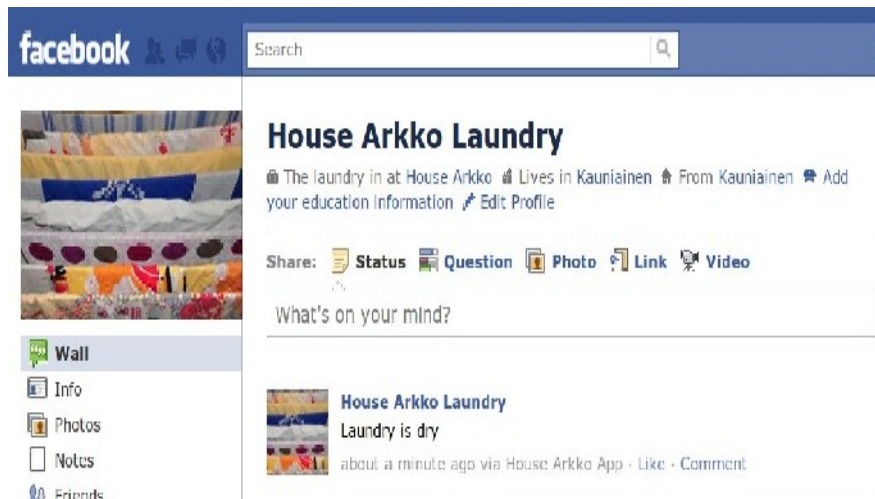 facebook
Search
House Arkko Laundry
The laundry in at House Arkko Lives in Kauniainen From Kauniainen Add
your education information Edit Profile
Share: Status Question Photo Link Video
What's on your mind?
Wall
Info
Photos
Notes
Friends
House Arkko Laundry
Laundry is dry
about a minute ago via House Arkko App · Like · Comment